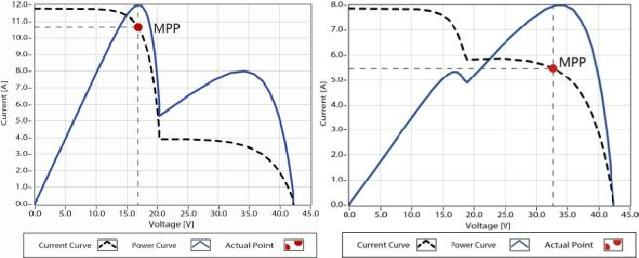 12.0-
11.0-
10.0-
9.0-
8.0-
7.0-
6.0-
5.0-
4.0-
3.0-
2.0-
1.0-
0.0-
Current [A]
MPP
0.0 5.0 10.0 15.0 20.0 25.0 30.0 35.0 40.0 45.0
Voltage [V]
Current Curve Power Curve Actual Point
8.0-
7.0-
6.0-
5.0-
4.0-
3.0-
2.0-
1.0-
0.0-
Current [A]
MPP
0.0 5.0 10.0 15.0 20.0 25.0 30.0 35.0 40.0 45.0
Voltage [V]
Current Curve Power Curve Actual Point